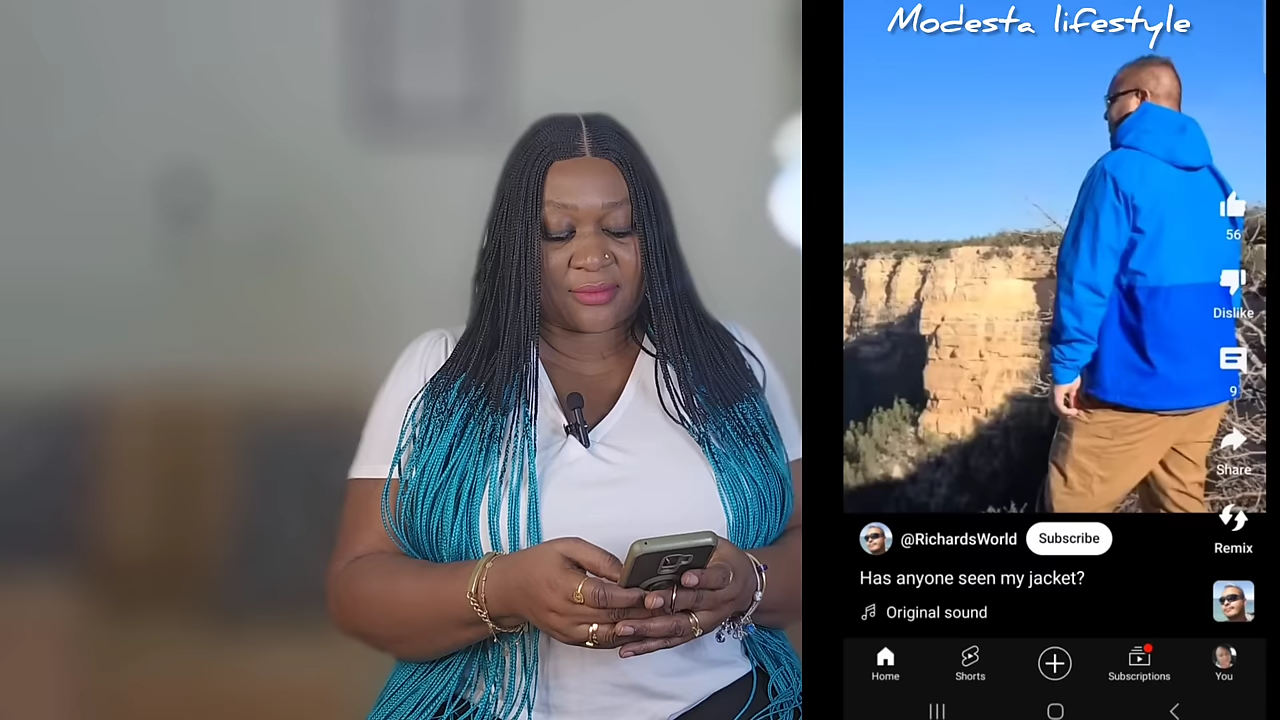 Modesta lifestyle
56
Dislike
9
Share
Remix
@RichardsWorld
Subscribe
Has anyone seen my jacket?
Original sound
Home
Shorts
Subscriptions
You